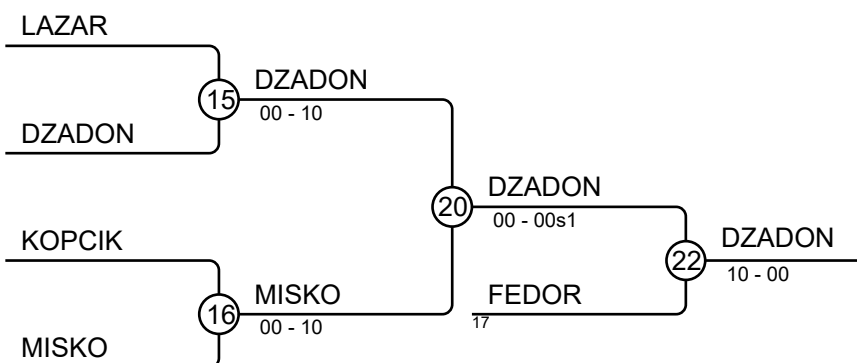 LAZAR
15
DZADON
00 - 10
DZADON
20
DZADON
00 - 00s1
KOPCIK
22
DZADON
10 - 00
16
MISKO
00 - 10
FEDOR
17
MISKO